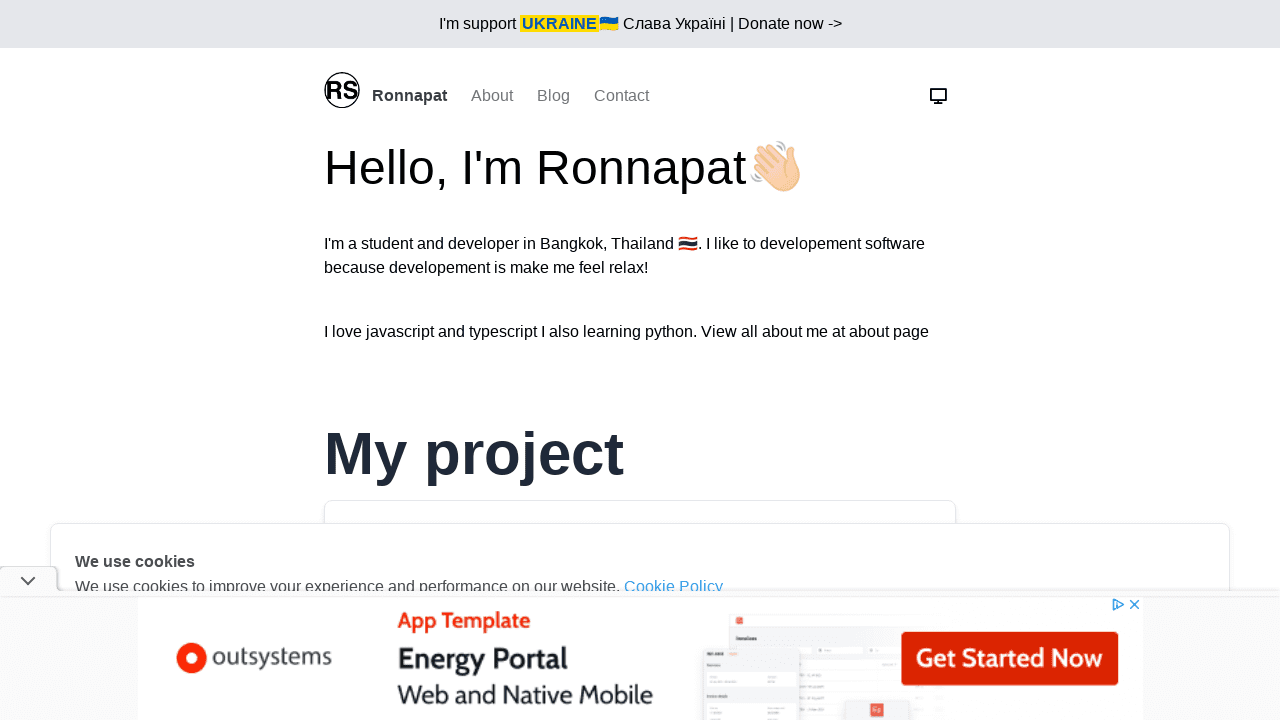 I'm support UKRAINE🇺🇦 Слава Україні | Donate now ->
RS Ronnapat About Blog Contact
Hello, I'm Ronnapat👋🏻
I'm a student and developer in Bangkok, Thailand 🇹🇭. I like to developement software
because developement is make me feel relax!
I love javascript and typescript I also learning python. View all about me at about page
My project
We use cookies
We use cookies to improve your experience and performance on our website. Cookie Policy
outsystems
App Template
Energy Portal
Web and Native Mobile
Invoices
Get Started Now